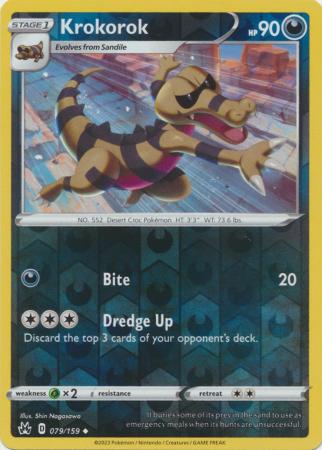 STAGE 1
Krokorok
HP 90
Evolves from Sandile
NO. 552 Desert Croc Pokémon HT: 3'3" WT: 73.6 lbs.
Bite 20
Dredge Up
Discard the top 3 cards of your opponent's deck.
weakness ×2 resistance retreat
Illus. Shin Nagasawa
It buries some of its prey in the sand to use as
emergency meals when its hunts are unsuccessful.
079/159
©2023 Pokémon / Nintendo / Creatures / GAME FREAK